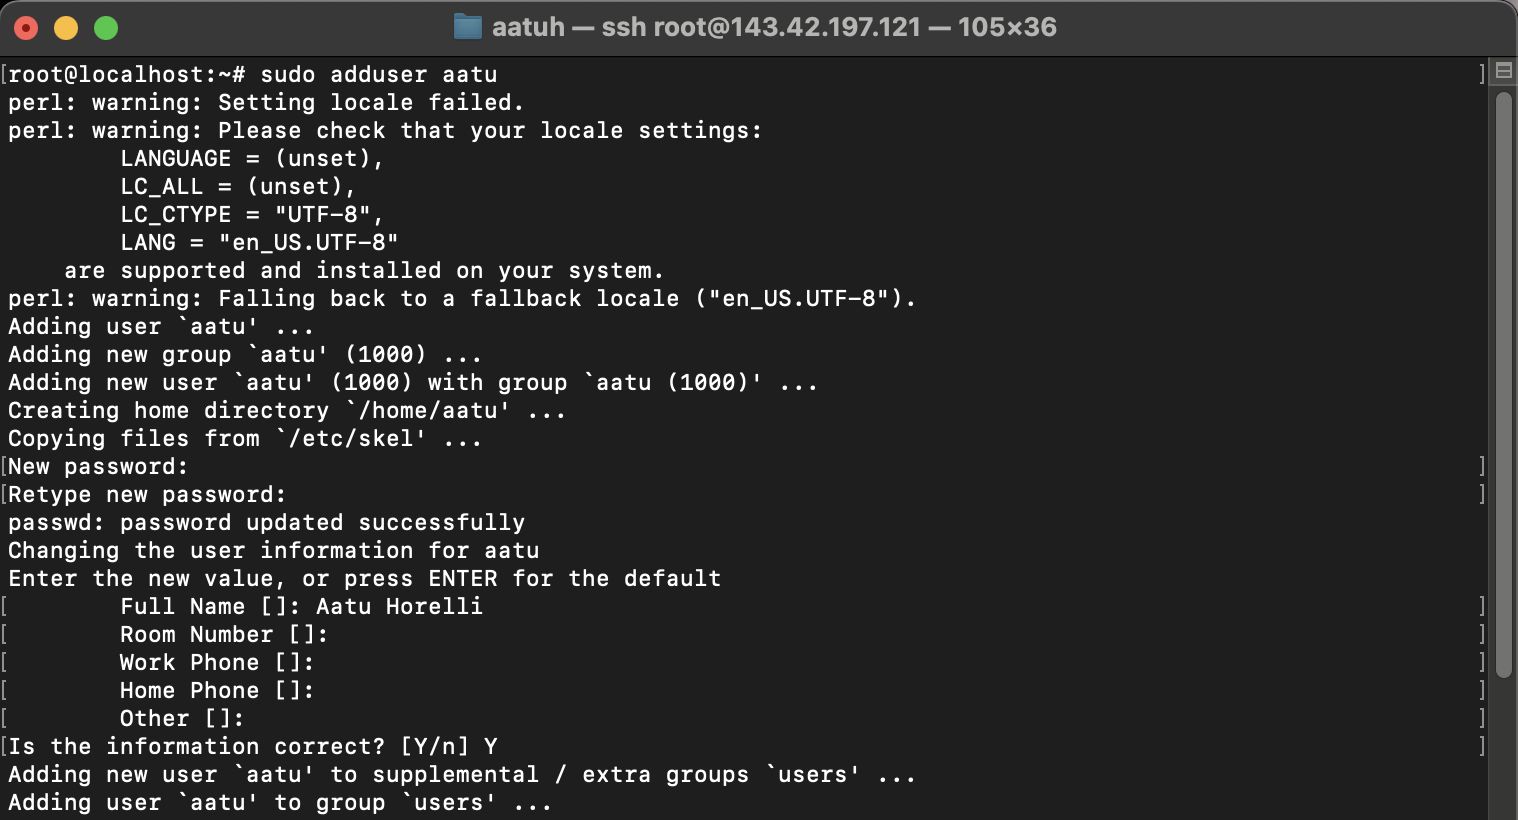 aatuh — ssh root@143.42.197.121 — 105×36
[root@localhost:~# sudo adduser aatu ]
perl: warning: Setting locale failed.
perl: warning: Please check that your locale settings:
        LANGUAGE = (unset),
        LC_ALL = (unset),
        LC_CTYPE = "UTF-8",
        LANG = "en_US.UTF-8"
    are supported and installed on your system.
perl: warning: Falling back to a fallback locale ("en_US.UTF-8").
Adding user `aatu' ...
Adding new group `aatu' (1000) ...
Adding new user `aatu' (1000) with group `aatu (1000)' ...
Creating home directory `/home/aatu' ...
Copying files from `/etc/skel' ...
[New password: ]
[Retype new password: ]
passwd: password updated successfully
Changing the user information for aatu
Enter the new value, or press ENTER for the default
[        Full Name []: Aatu Horelli ]
[        Room Number []: ]
[        Work Phone []: ]
[        Home Phone []: ]
[        Other []: ]
[Is the information correct? [Y/n] Y ]
Adding new user `aatu' to supplemental / extra groups `users' ...
Adding user `aatu' to group `users' ...